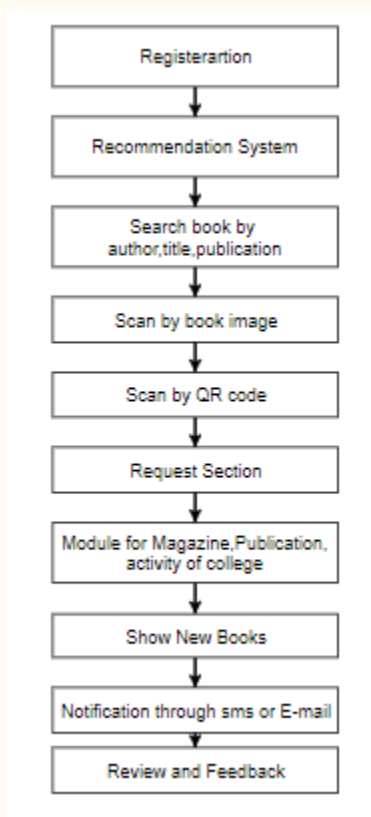 Registerartion
Recommendation System
Search book by
author,title,publication
Scan by book image
Scan by QR code
Request Section
Module for Magazine,Publication,
activity of college
Show New Books
Notification through sms or E-mail
Review and Feedback